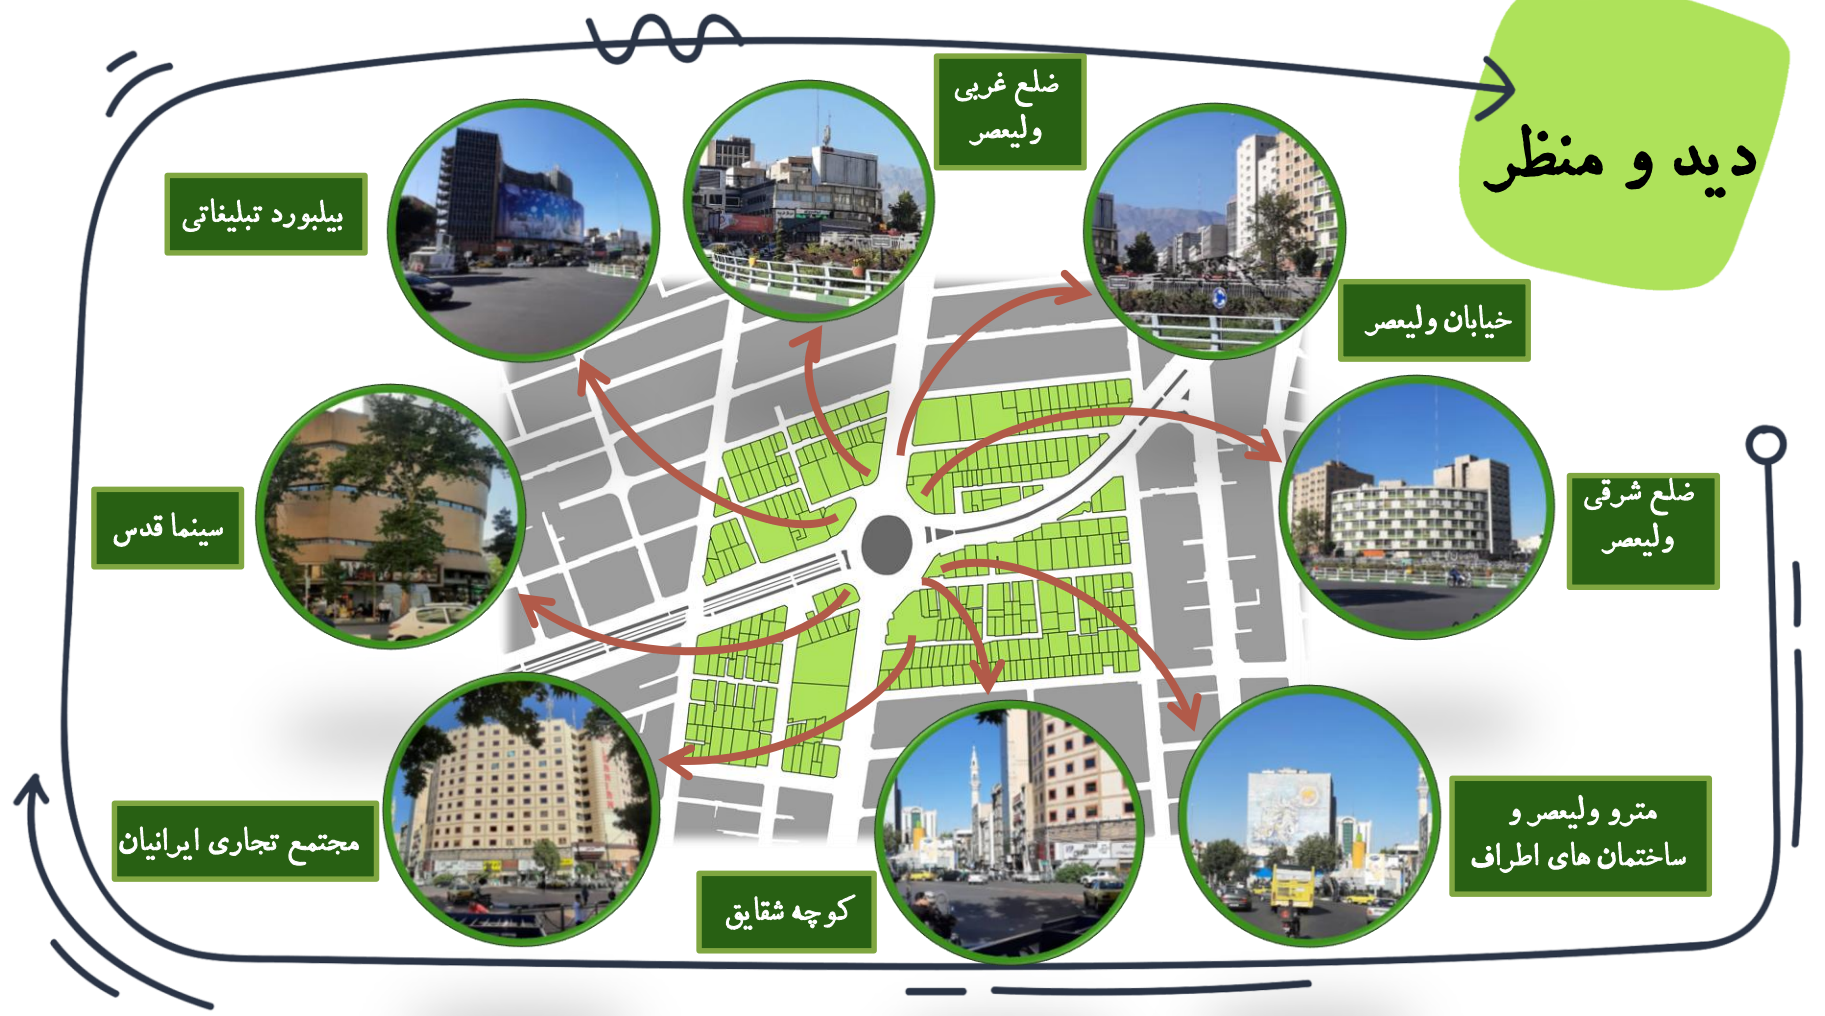 دید و منظر
ضلع غربی
ولیعصر
خیابان ولیعصر
بیلبورد تبلیغاتی
ضلع شرقی
ولیعصر
سینما قدس
مترو ولیعصر و
ساختمان های اطراف
مجتمع تجاری ایرانیان
کوچه شقایق